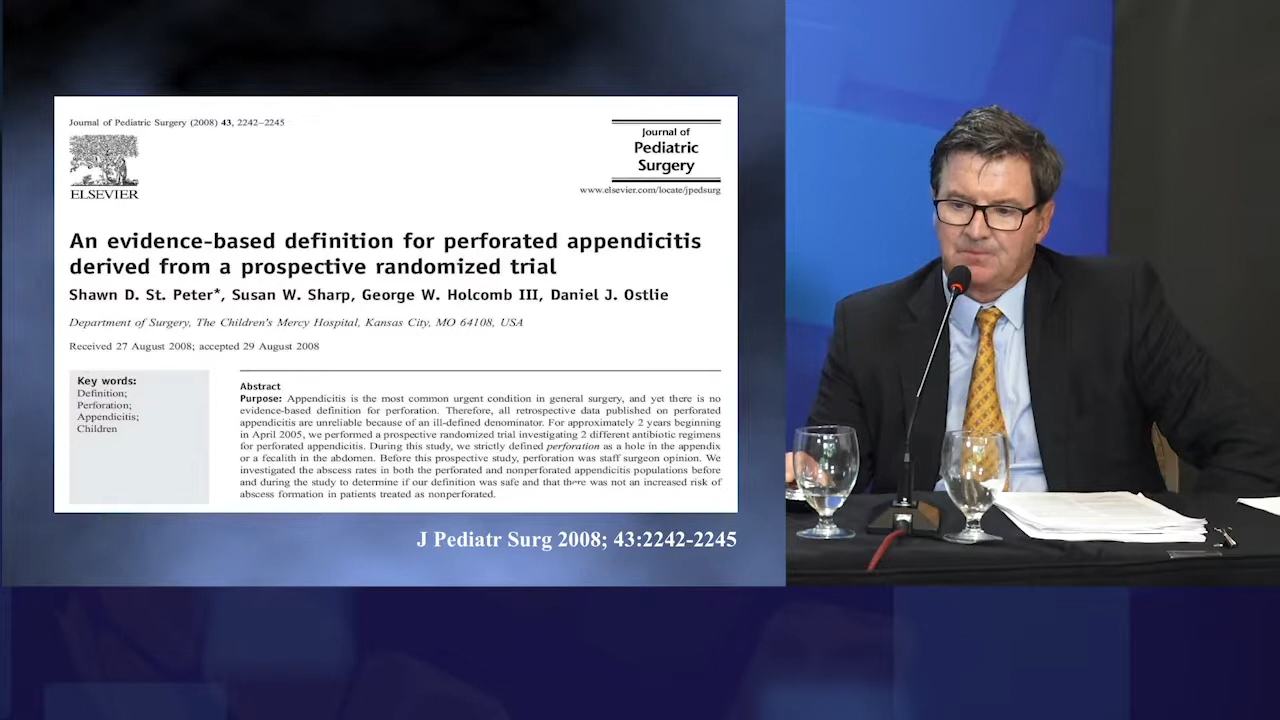 Journal of Pediatric Surgery (2008) 43, 2242–2245
ELSEVIER
Journal of
Pediatric
Surgery
www.elsevier.com/locate/jpedsurg
An evidence-based definition for perforated appendicitis
derived from a prospective randomized trial
Shawn D. St. Peter*, Susan W. Sharp, George W. Holcomb III, Daniel J. Ostlie
Department of Surgery, The Children's Mercy Hospital, Kansas City, MO 64108, USA
Received 27 August 2008; accepted 29 August 2008
Key words:
Definition;
Perforation;
Appendicitis;
Children
Abstract
Purpose: Appendicitis is the most common urgent condition in general surgery, and yet there is no
evidence-based definition for perforation. Therefore, all retrospective data published on perforated
appendicitis are unreliable because of an ill-defined denominator. For approximately 2 years beginning
in April 2005, we performed a prospective randomized trial investigating 2 different antibiotic regimens
for perforated appendicitis. During this study, we strictly defined perforation as a hole in the appendix
or a fecalith in the abdomen. Before this prospective study, perforation was staff surgeon opinion. We
investigated the abscess rates in both the perforated and nonperforated appendicitis populations before
and during the study to determine if our definition was safe and that there was not an increased risk of
abscess formation in patients treated as nonperforated.
J Pediatr Surg 2008; 43:2242-2245